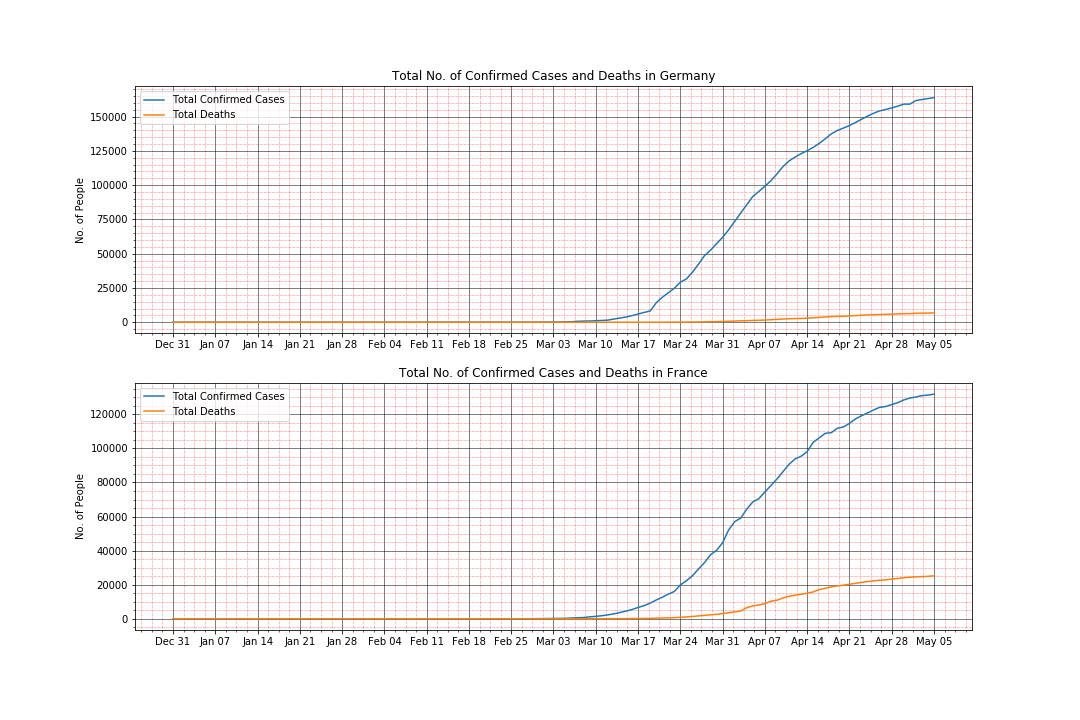 Total No. of Confirmed Cases and Deaths in Germany
Total Confirmed Cases
Total Deaths
No. of People
150000
125000
100000
75000
50000
25000
0
Dec 31 Jan 07 Jan 14 Jan 21 Jan 28 Feb 04 Feb 11 Feb 18 Feb 25 Mar 03 Mar 10 Mar 17 Mar 24 Mar 31 Apr 07 Apr 14 Apr 21 Apr 28 May 05
Total No. of Confirmed Cases and Deaths in France
Total Confirmed Cases
Total Deaths
No. of People
120000
100000
80000
60000
40000
20000
0
Dec 31 Jan 07 Jan 14 Jan 21 Jan 28 Feb 04 Feb 11 Feb 18 Feb 25 Mar 03 Mar 10 Mar 17 Mar 24 Mar 31 Apr 07 Apr 14 Apr 21 Apr 28 May 05